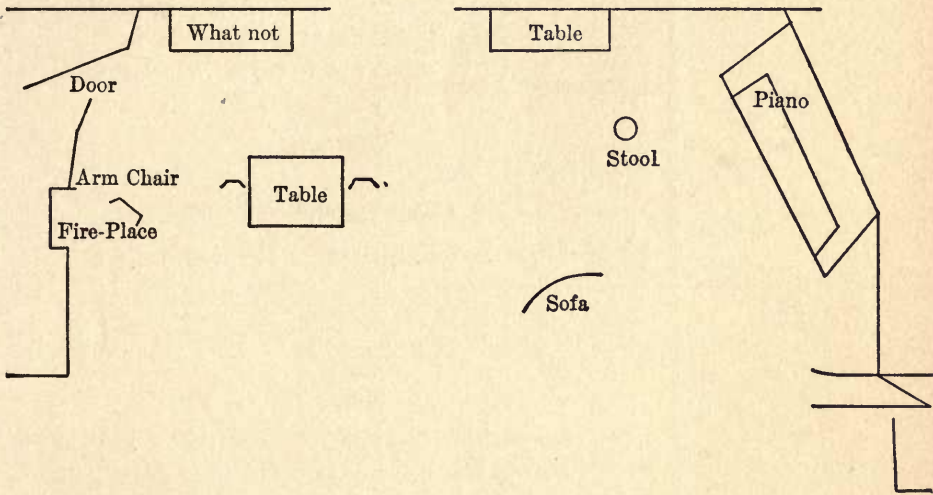 What not
Table
Door
Piano
Stool
Arm Chair
Table
Fire-Place
Sofa